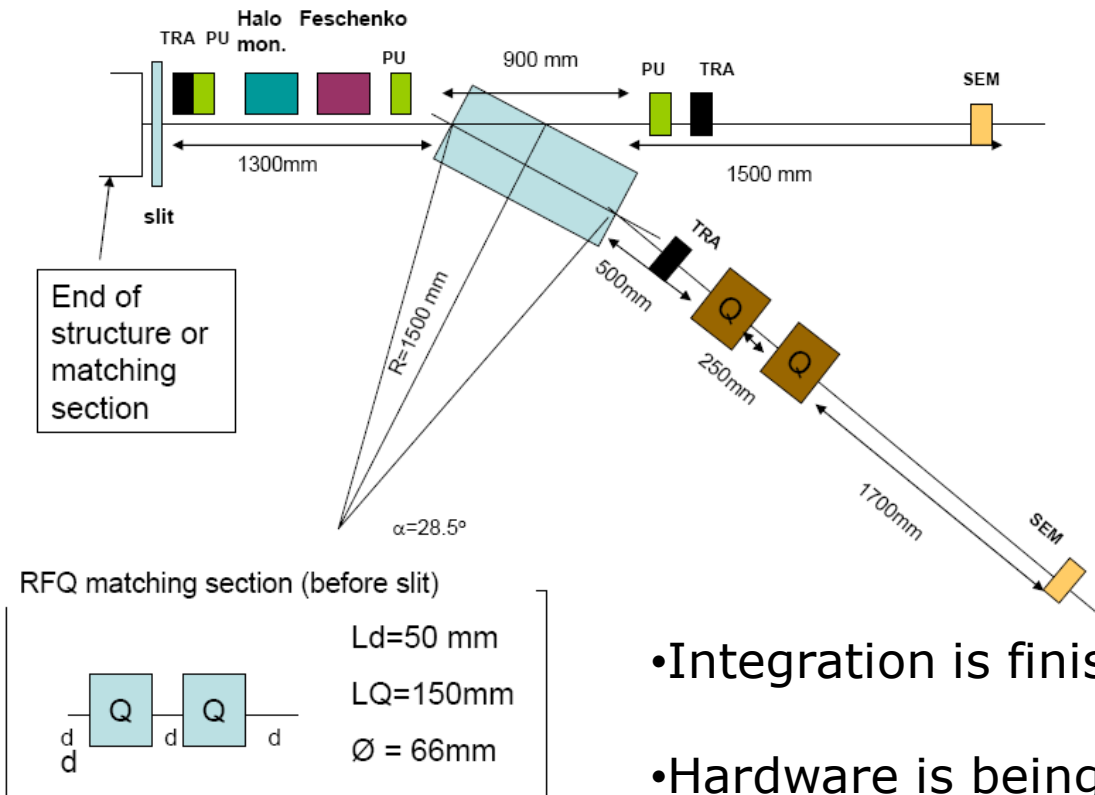 Halo Feschenko
TRA PU mon.
PU
900 mm
PU
TRA
SEM
1300mm
1500 mm
slit
TRA
End of
structure or
matching
section
R=1500 mm
500mm
Q
250mm
Q
1700mm
SEM
α=28.5º
RFQ matching section (before slit)
Ld=50 mm
LQ=150mm
Ø = 66mm
Q
Q
d
d
d
d
•Integration is finis
•Hardware is being